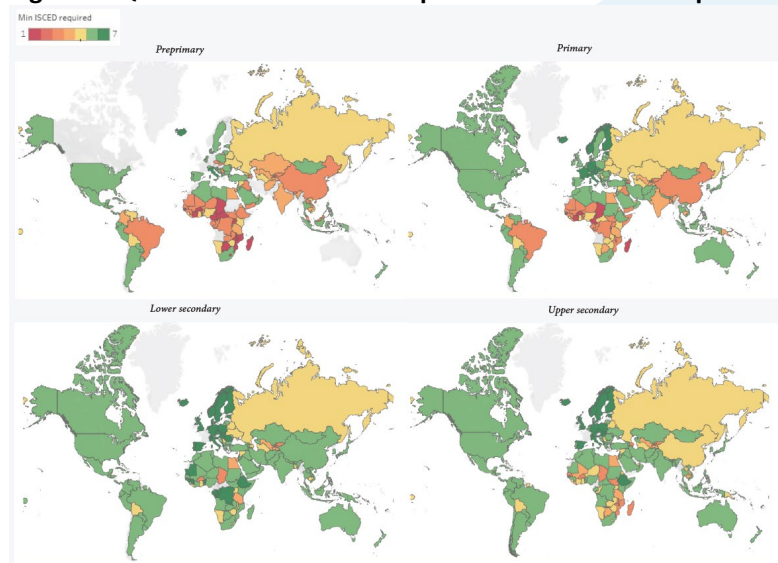 Min ISCED required
1 7
Preprimary
Primary
Lower secondary
Upper secondary